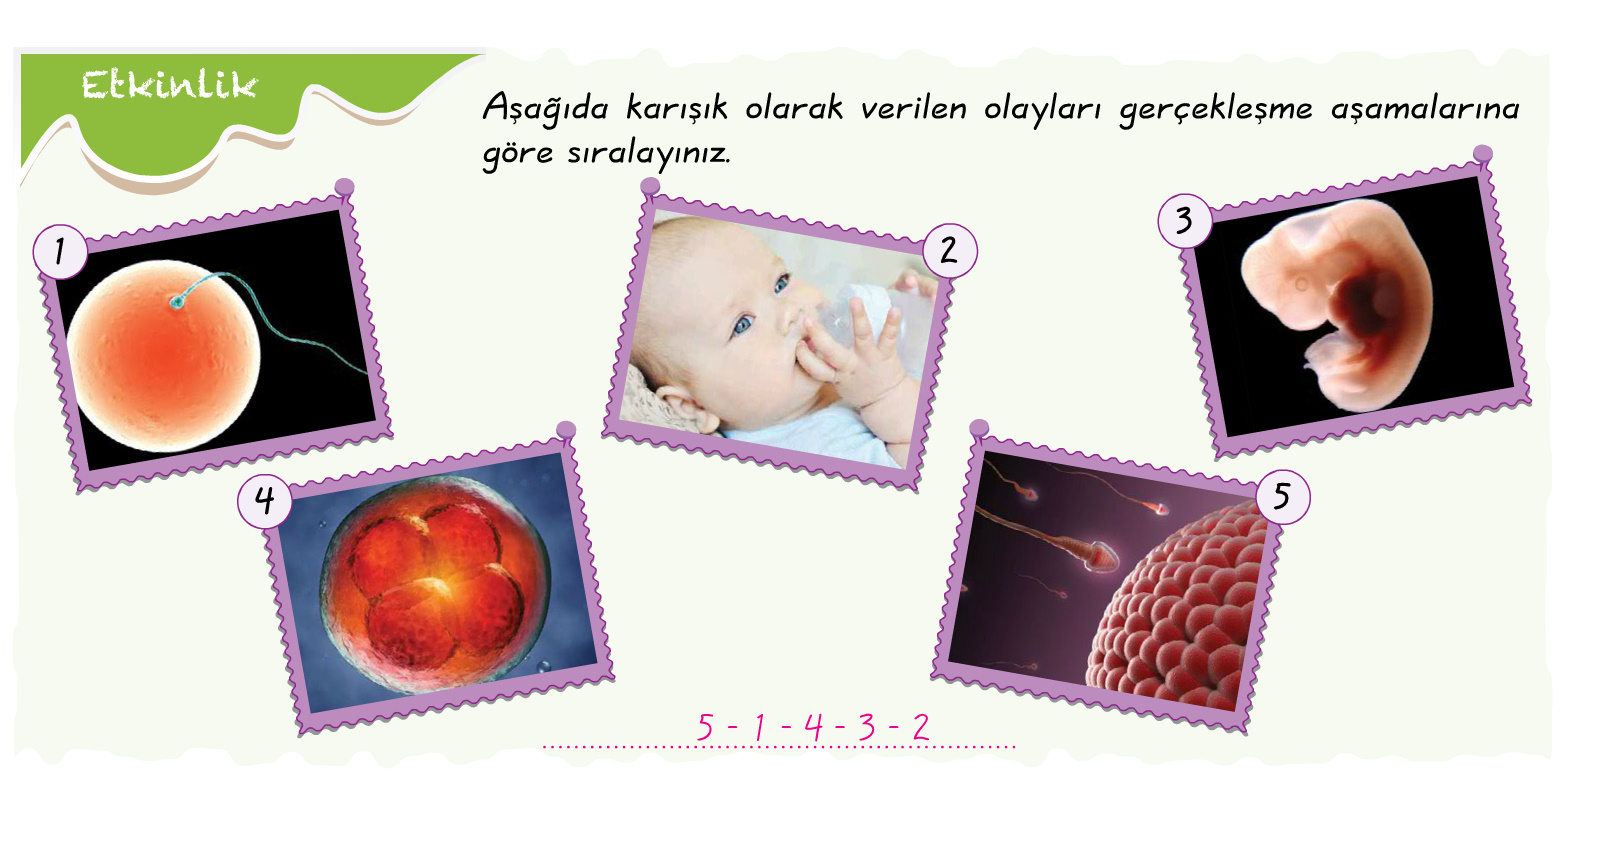 Etkinlik
Aşağıda karışık olarak verilen olayları gerçekleşme aşamalarına
göre sıralayınız.
1
2
3
4
5
5 - 1 - 4 - 3 - 2